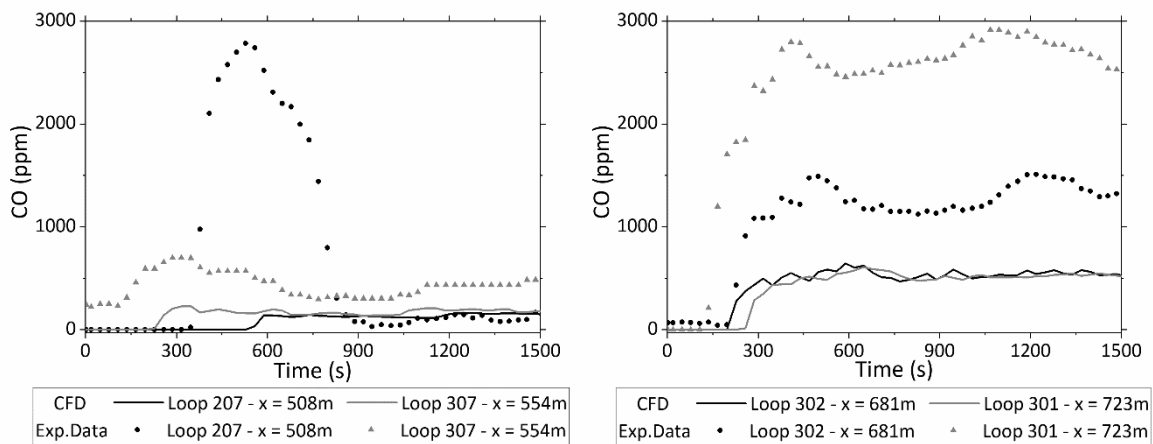 3000
2000
1000
0
CO (ppm)
0 300 600 900 1200 1500
Time (s)
CFD Loop 207 - x = 508m Loop 307 - x = 554m
Exp.Data Loop 207 - x = 508m Loop 307 - x = 554m
3000
2000
1000
0
CO (ppm)
0 300 600 900 1200 1500
Time (s)
CFD Loop 302 - x = 681m Loop 301 - x = 723m
Exp.Data Loop 302 - x = 681m Loop 301 - x = 723m